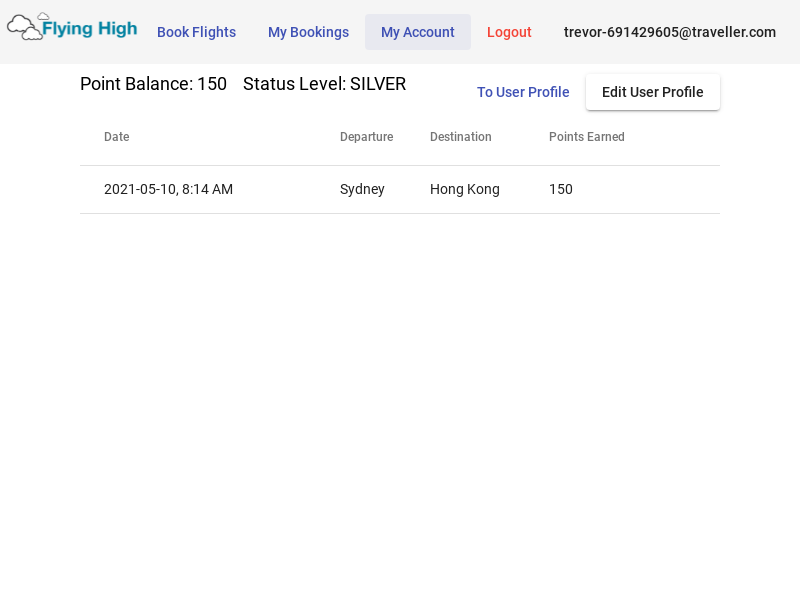 Flying High Book Flights My Bookings My Account Logout trevor-691429605@traveller.com
Point Balance: 150 Status Level: SILVER To User Profile Edit User Profile
Date Departure Destination Points Earned
2021-05-10, 8:14 AM Sydney Hong Kong 150